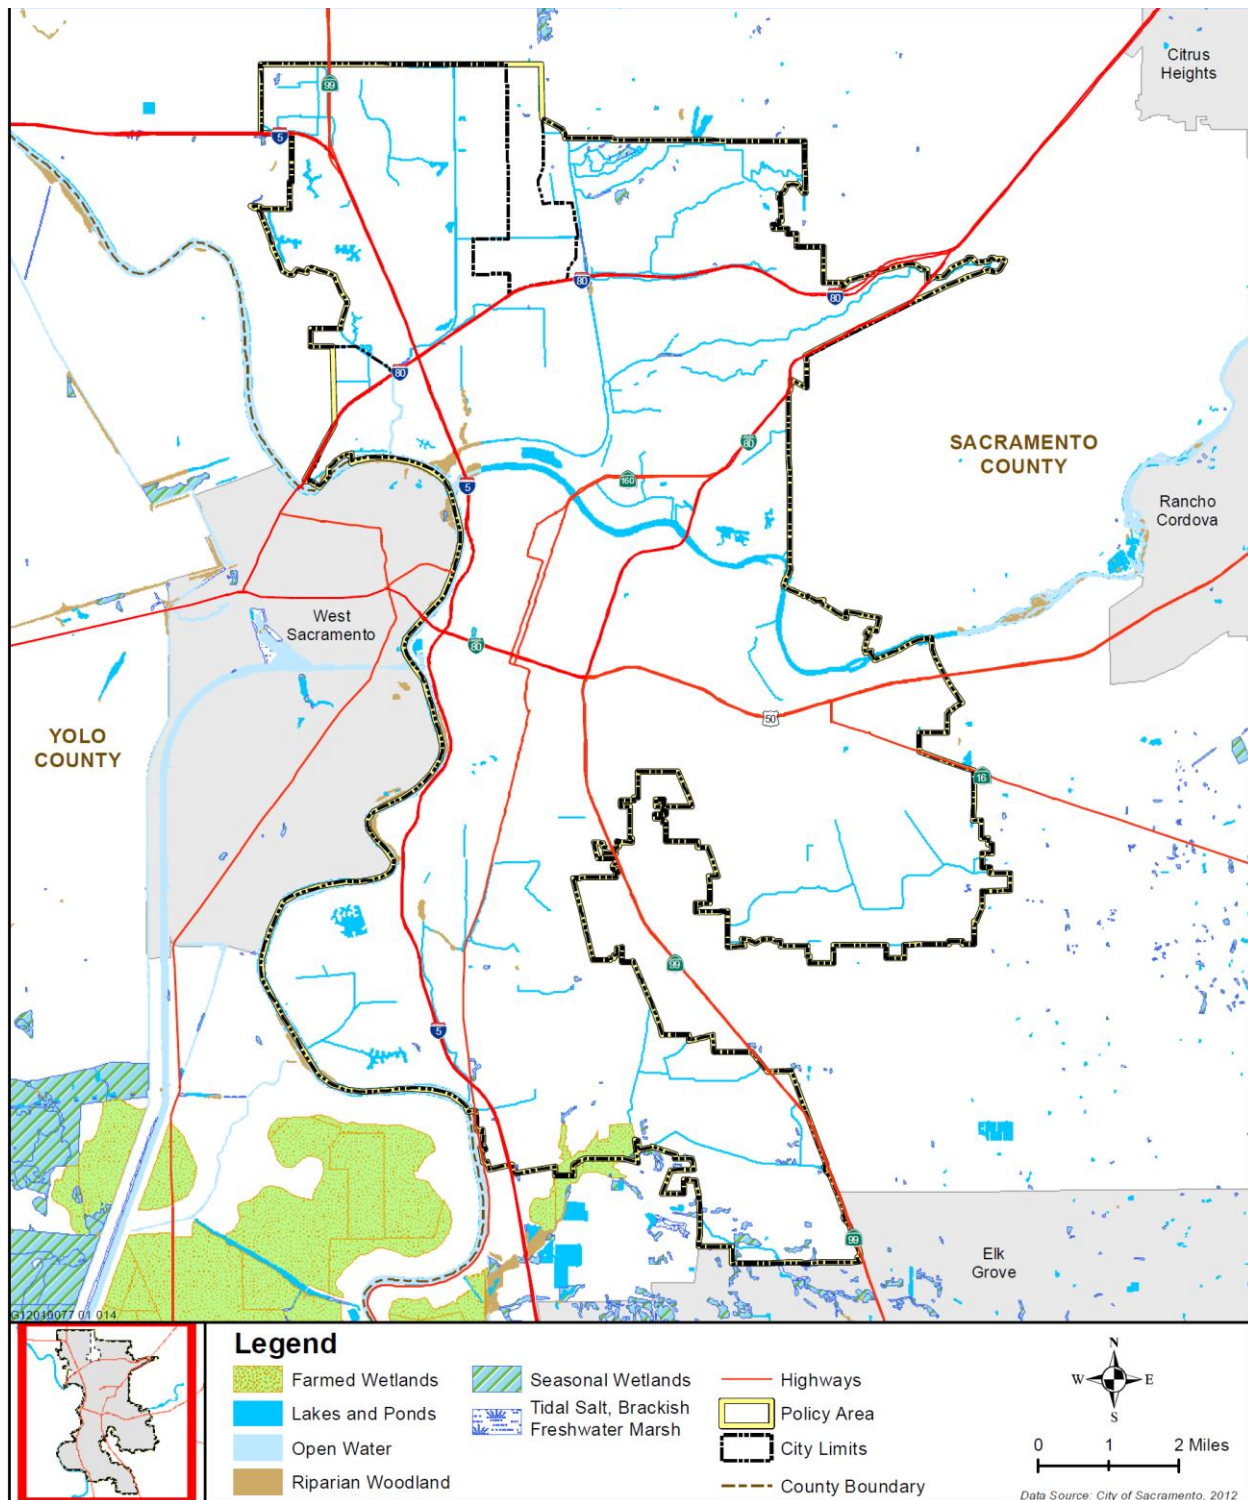 Citrus
Heights
99
5
80
80
80
80
SACRAMENTO
COUNTY
160
5
Rancho
Cordova
West
Sacramento
80
50
YOLO
COUNTY
16
99
5
99
Elk
Grove
G12010077 01 014
Legend
Farmed Wetlands
Lakes and Ponds
Open Water
Riparian Woodland
Seasonal Wetlands
Tidal Salt, Brackish
Freshwater Marsh
Highways
Policy Area
City Limits
County Boundary
N
W E
S
0 1 2 Miles
Data Source: City of Sacramento, 2012